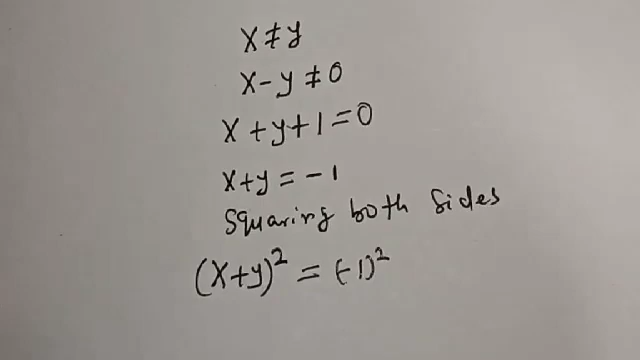 x ≠ y
x - y ≠ 0
x + y + 1 = 0
x + y = - 1
Squaring both sides
(x + y)² = (-1)²